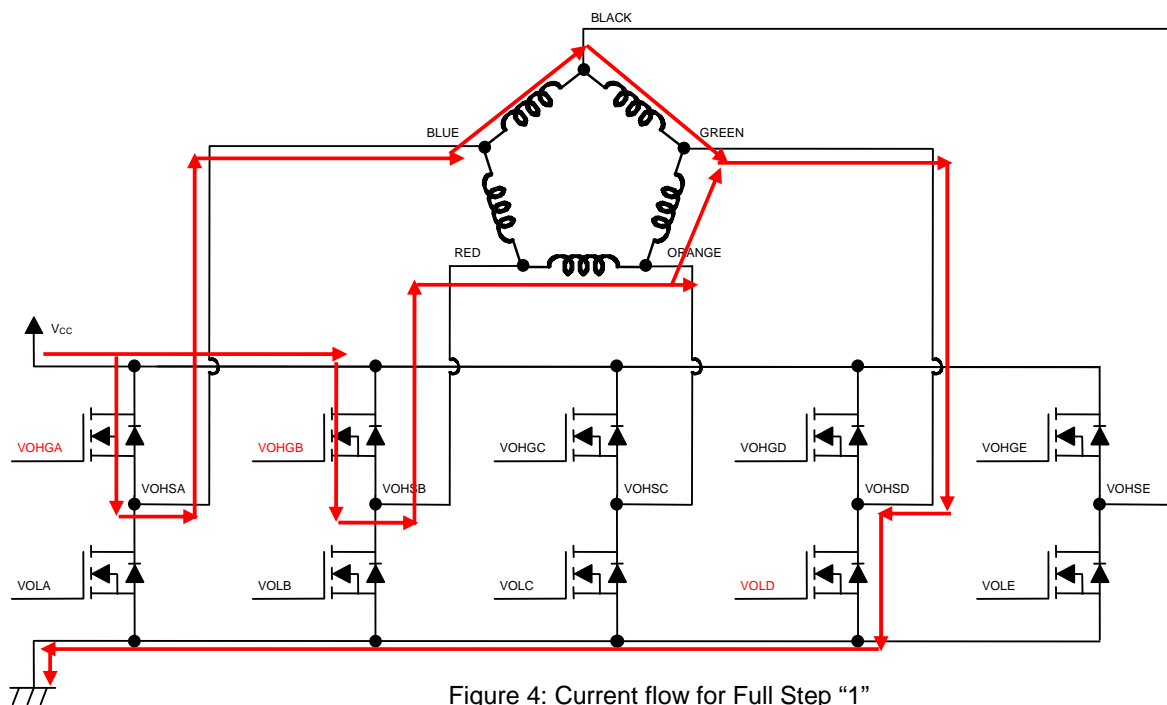 BLACK
BLUE
GREEN
RED
ORANGE
Vcc
VOHGA
VOHGB
VOHGC
VOHGD
VOHGE
VOHSA
VOHSB
VOHSC
VOHSD
VOHSE
VOLA
VOLB
VOLC
VOLD
VOLE
Figure 4: Current flow for Full Step “1”